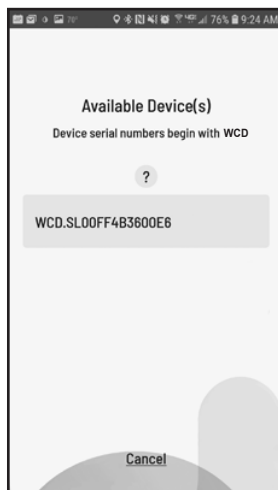 76% 9:24 AM
Available Device(s)
Device serial numbers begin with WCD
?
WCD.SL00FF4B3600E6
Cancel